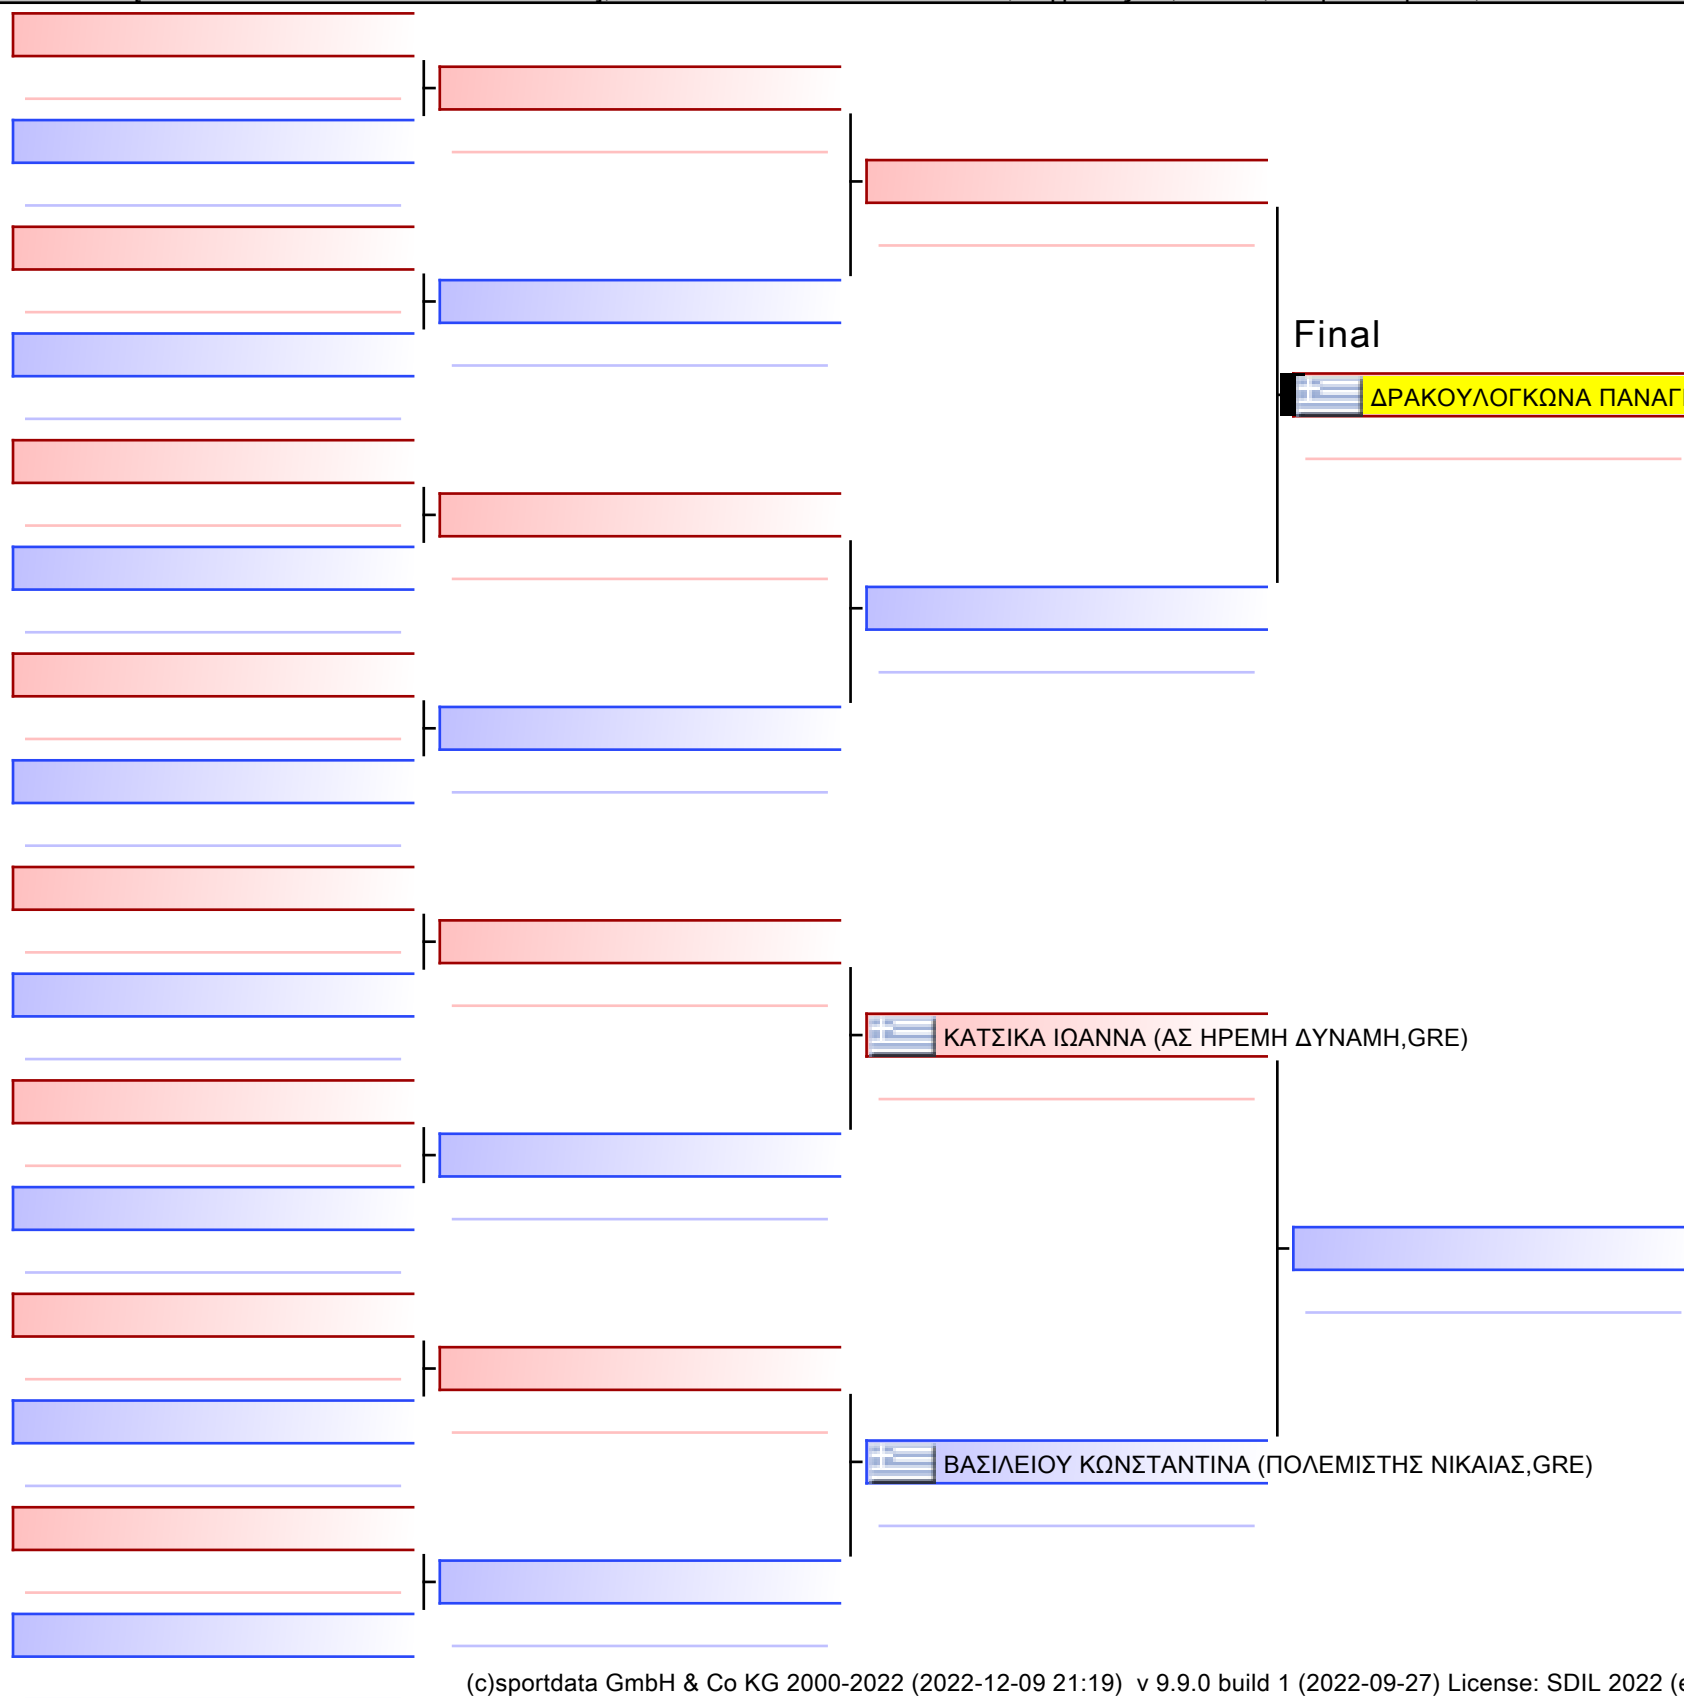 Final
ΔΡΑΚΟΥΛΟΓΚΩΝΑ
ΚΑΤΣΙΚΑ ΙΩΑΝΝΑ (ΑΣ ΗΡΕΜΗ ΔΥΝΑΜΗ,GRE)
ΒΑΣΙΛΕΙΟΥ ΚΩΝΣΤΑΝΤΙΝΑ (ΠΟΛΕΜΙΣΤΗΣ ΝΙΚΑΙΑΣ,GRE)
(c)sportdata GmbH & Co KG 2000-2022 (2022-12-09 21:19) v 9.9.0 build 1 (2022-09-27) License: SDIL 2022